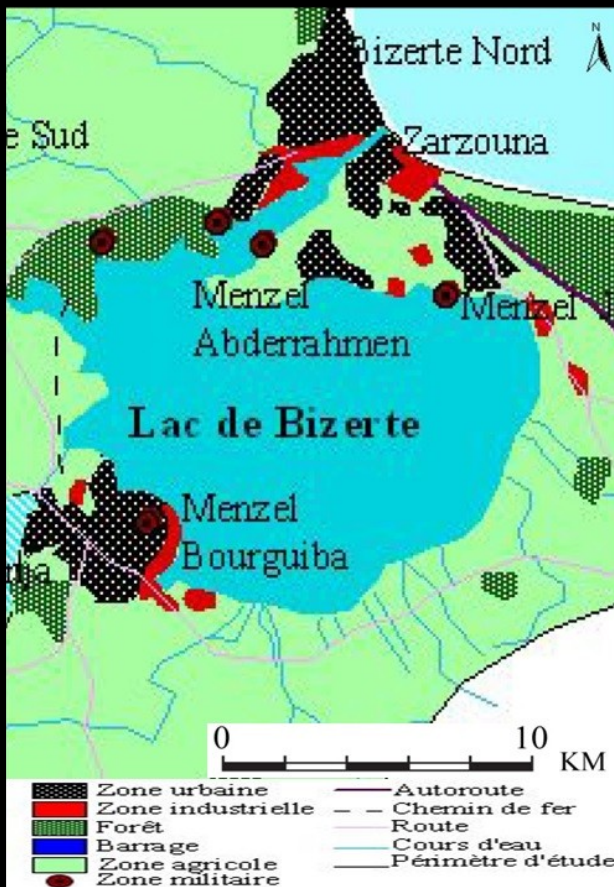 N
Bizerte Nord
e Sud
Zarzouna
Menzel
Abderrahmen
Menzel
Lac de Bizerte
Menzel
Bourguiba
0 10
KM
Zone urbaine
Zone industrielle
Forêt
Barrage
Zone agricole
Zone militaire
Autoroute
Chemin de fer
Route
Cours d'eau
Périmètre d'étude